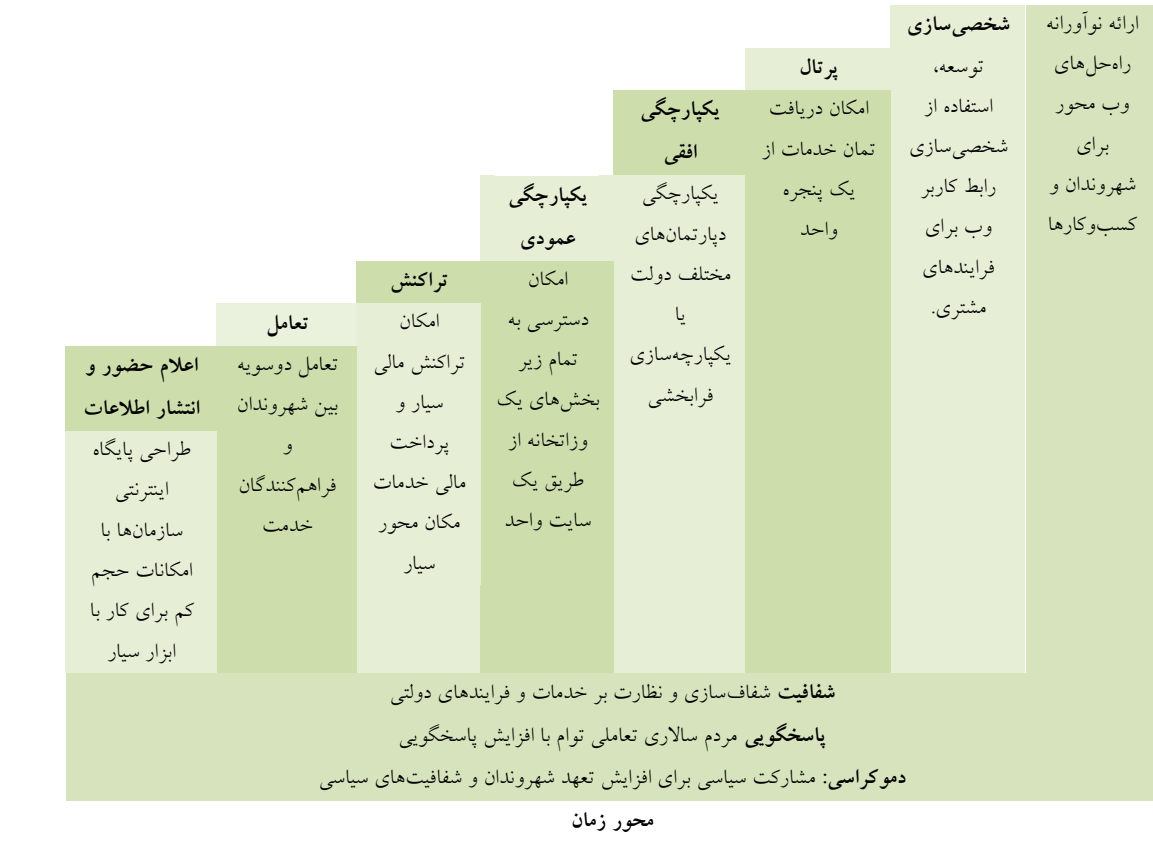 ارائه نوآورانه
راه‌حل‌های
وب محور
برای
شهروندان و
کسب‌وکارها
شخصی‌سازی
توسعه،
استفاده از
شخصی‌سازی
رابط کاربر
وب برای
فرایندهای
مشتری.
پرتال
امکان دریافت
تمان خدمات از
یک پنجره
واحد
یکپارچگی
افقی
یکپارچگی
دپارتمان‌های
مختلف دولت
یا
یکپارچه‌سازی
فرابخشی
یکپارچگی
عمودی
امکان
دسترسی به
تمام زیر
بخش‌های یک
وزاتخانه از
طریق یک
سایت واحد
تراکنش
امکان
تراکنش مالی
سیار و
پرداخت
مالی خدمات
مکان محور
سیار
تعامل
تعامل دوسویه
بین شهروندان
و
فراهم‌کنندگان
خدمت
اعلام حضور و
انتشار اطلاعات
طراحی پایگاه
اینترنتی
سازمان‌ها با
امکانات حجم
کم برای کار با
ابزار سیار
شفافیت شفاف‌سازی و نظارت بر خدمات و فرایندهای دولتی
پاسخگویی مردم سالاری تعاملی توام با افزایش پاسخگویی
دموکراسی: مشارکت سیاسی برای افزایش تعهد شهروندان و شفافیت‌های سیاسی
محور زمان